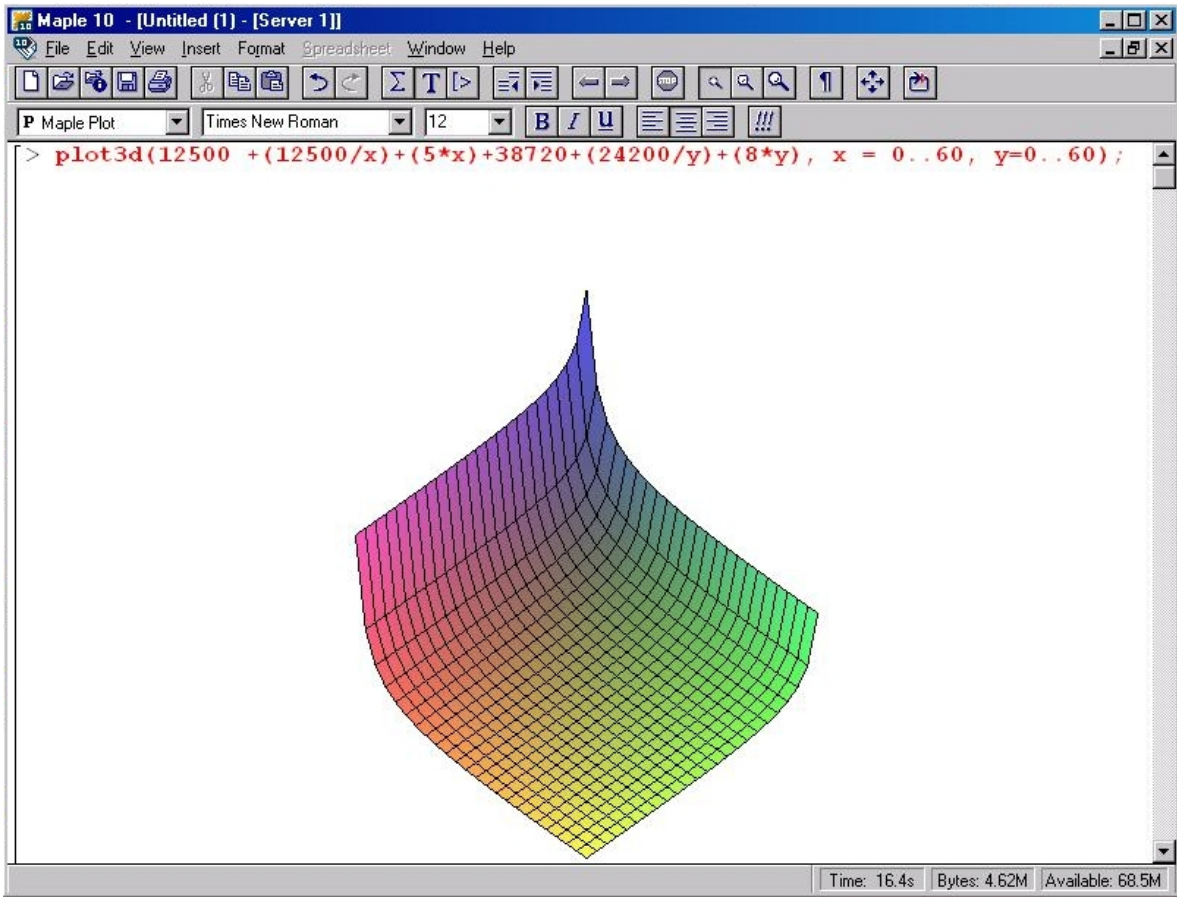 Maple 10 - [Untitled (1) - [Server 1]]
File Edit View Insert Format Spreadsheet Window Help
STOP
P Maple Plot Times New Roman 12 B I U !!!
> plot3d(12500 +(12500/x)+(5*x)+38720+(24200/y)+(8*y), x = 0..60, y=0..60);
Time: 16.4s Bytes: 4.62M Available: 68.5M